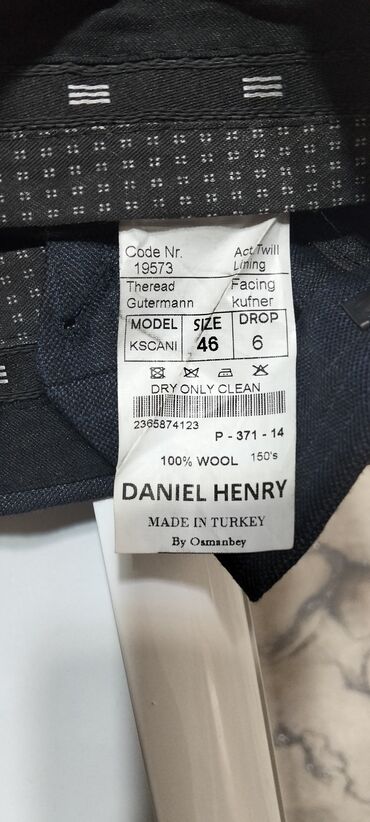 Code Nr. Act.Twill
19573 Lining
Theread Facing
Gutermann kufner
MODEL SIZE DROP
KSCANI 46 6
DRY ONLY CLEAN
2365874123
P - 371 - 14
100% WOOL 150's
DANIEL HENRY
MADE IN TURKEY
By Osmanbey